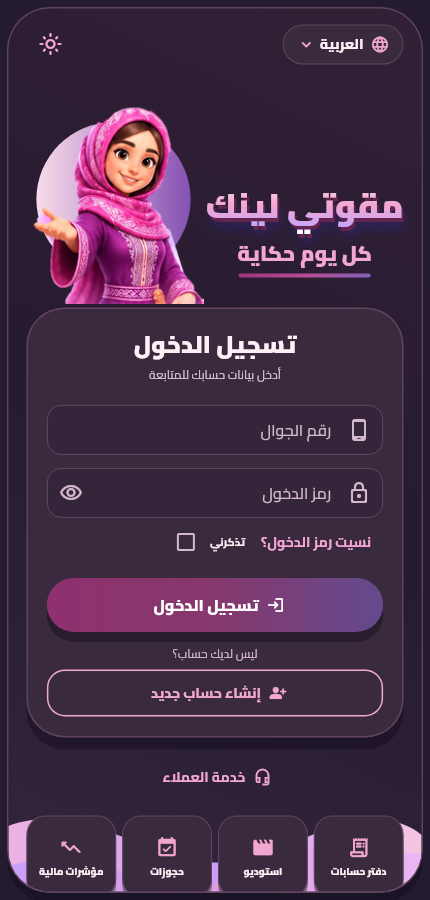 العربية
مقوتي لينك
كل يوم حكاية
تسجيل الدخول
أدخل بيانات حسابك للمتابعة
رقم الجوال
رمز الدخول
نسيت رمز الدخول؟ تذكرني
تسجيل الدخول
ليس لديك حساب؟
إنشاء حساب جديد
خدمة العملاء
دفتر حسابات استوديو حجوزات مؤشرات مالية